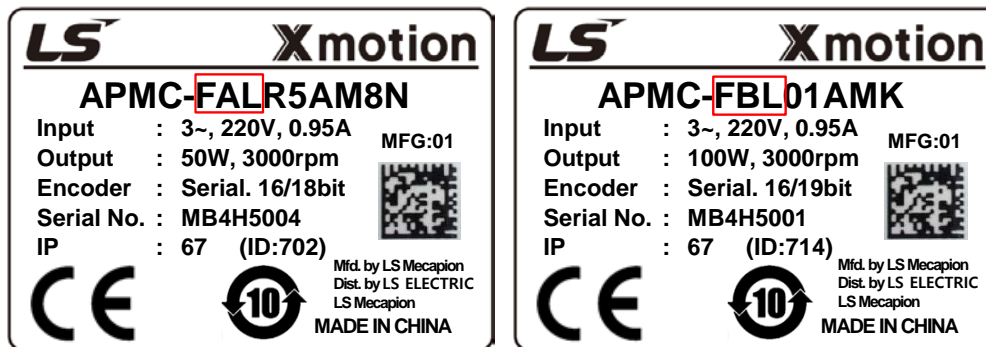 LS Xmotion
APMC-FALR5AM8N
Input : 3~, 220V, 0.95A
MFG:01
Output : 50W, 3000rpm
Encoder : Serial. 16/18bit
Serial No. : MB4H5004
IP : 67 (ID:702)
CE
10
Mfd. by LS Mecapion
Dist. by LS ELECTRIC
LS Mecapion
MADE IN CHINA
LS Xmotion
APMC-FBL01AMK
Input : 3~, 220V, 0.95A
MFG:01
Output : 100W, 3000rpm
Encoder : Serial. 16/19bit
Serial No. : MB4H5001
IP : 67 (ID:714)
CE
10
Mfd. by LS Mecapion
Dist. by LS ELECTRIC
LS Mecapion
MADE IN CHINA